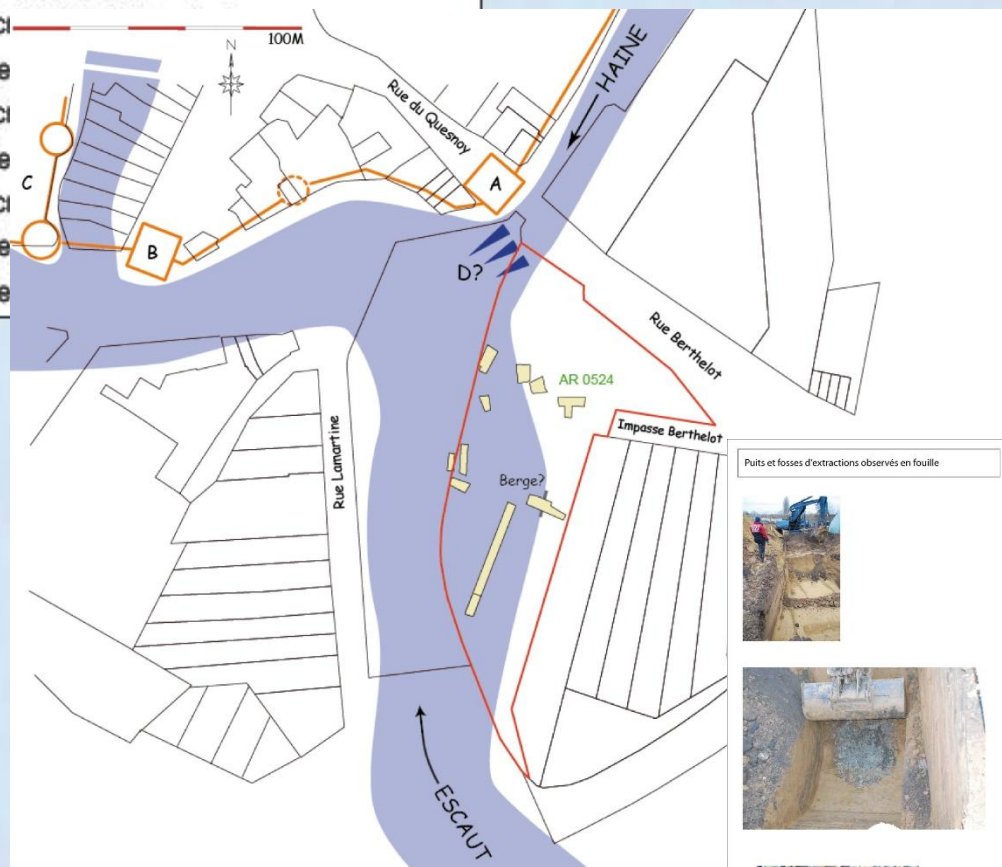 100M
N
HAINE
Rue du Quesnoy
A
C
B
D?
Rue Berthelot
AR 0524
Impasse Berthelot
Rue Lamartine
Berge?
ESCAUT
Puits et fosses d'extractions observés en fouille